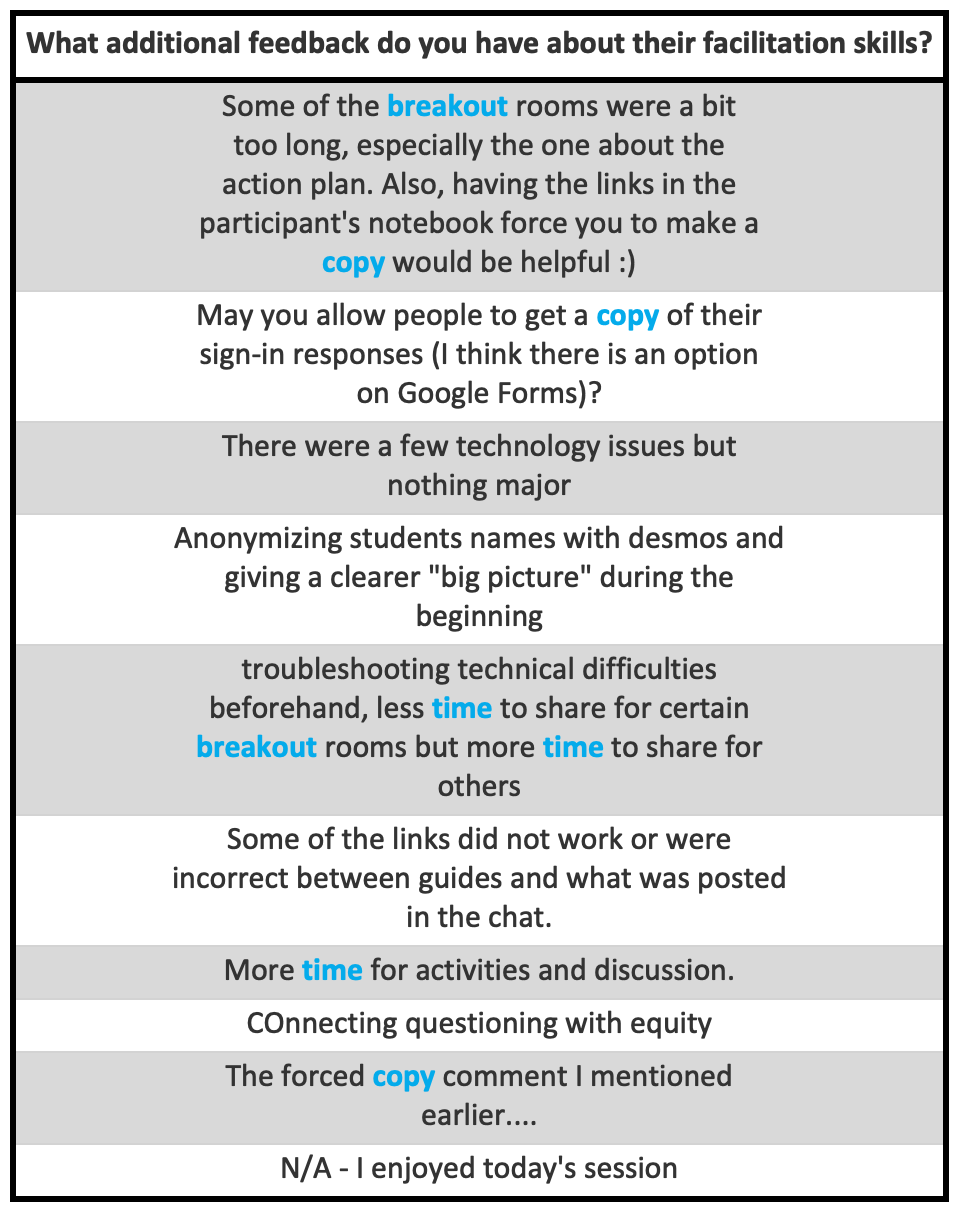 What additional feedback do you have about their facilitation skills?
Some of the breakout rooms were a bit
too long, especially the one about the
action plan. Also, having the links in the
participant's notebook force you to make a
copy would be helpful :)
May you allow people to get a copy of their
sign-in responses (I think there is an option
on Google Forms)?
There were a few technology issues but
nothing major
Anonymizing students names with desmos and
giving a clearer "big picture" during the
beginning
troubleshooting technical difficulties
beforehand, less time to share for certain
breakout rooms but more time to share for
others
Some of the links did not work or were
incorrect between guides and what was posted
in the chat.
More time for activities and discussion.
COnnecting questioning with equity
The forced copy comment I mentioned
earlier....
N/A - I enjoyed today's session